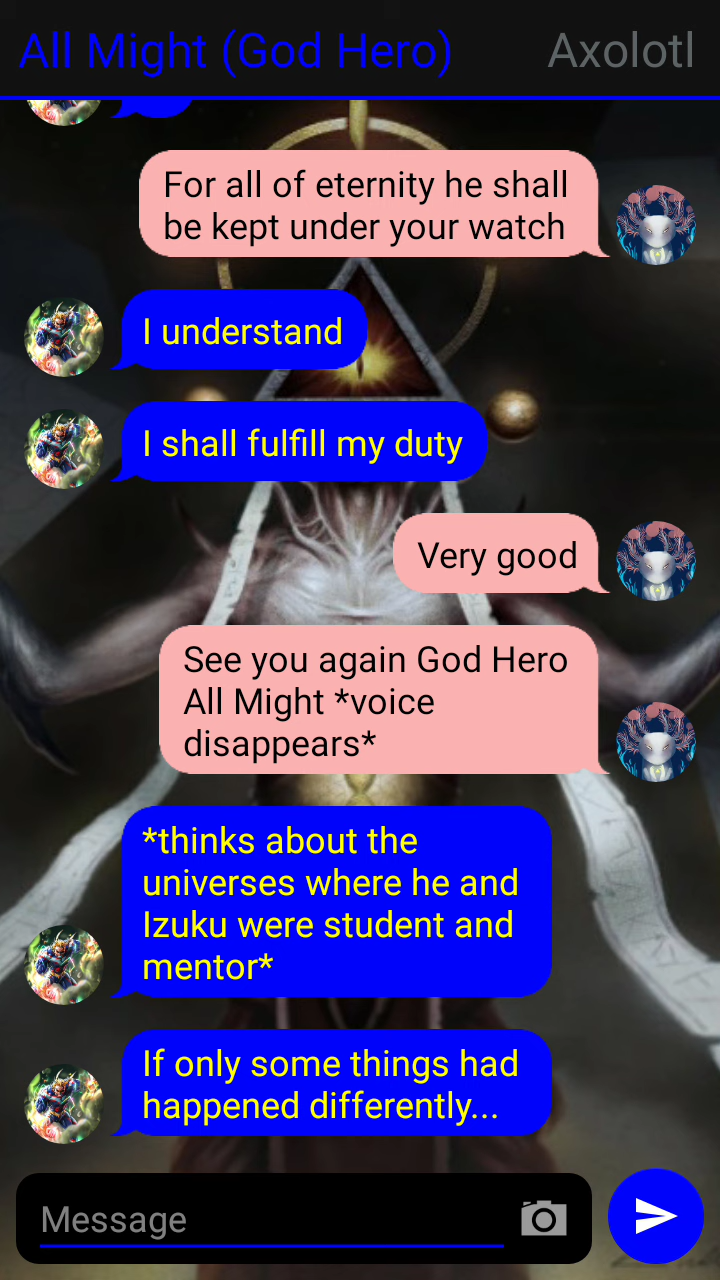 All Might (God Hero)
Axolotl
For all of eternity he shall
be kept under your watch
I understand
I shall fulfill my duty
Very good
See you again God Hero
All Might *voice
disappears*
*thinks about the
universes where he and
Izuku were student and
mentor*
If only some things had
happened differently...
Message